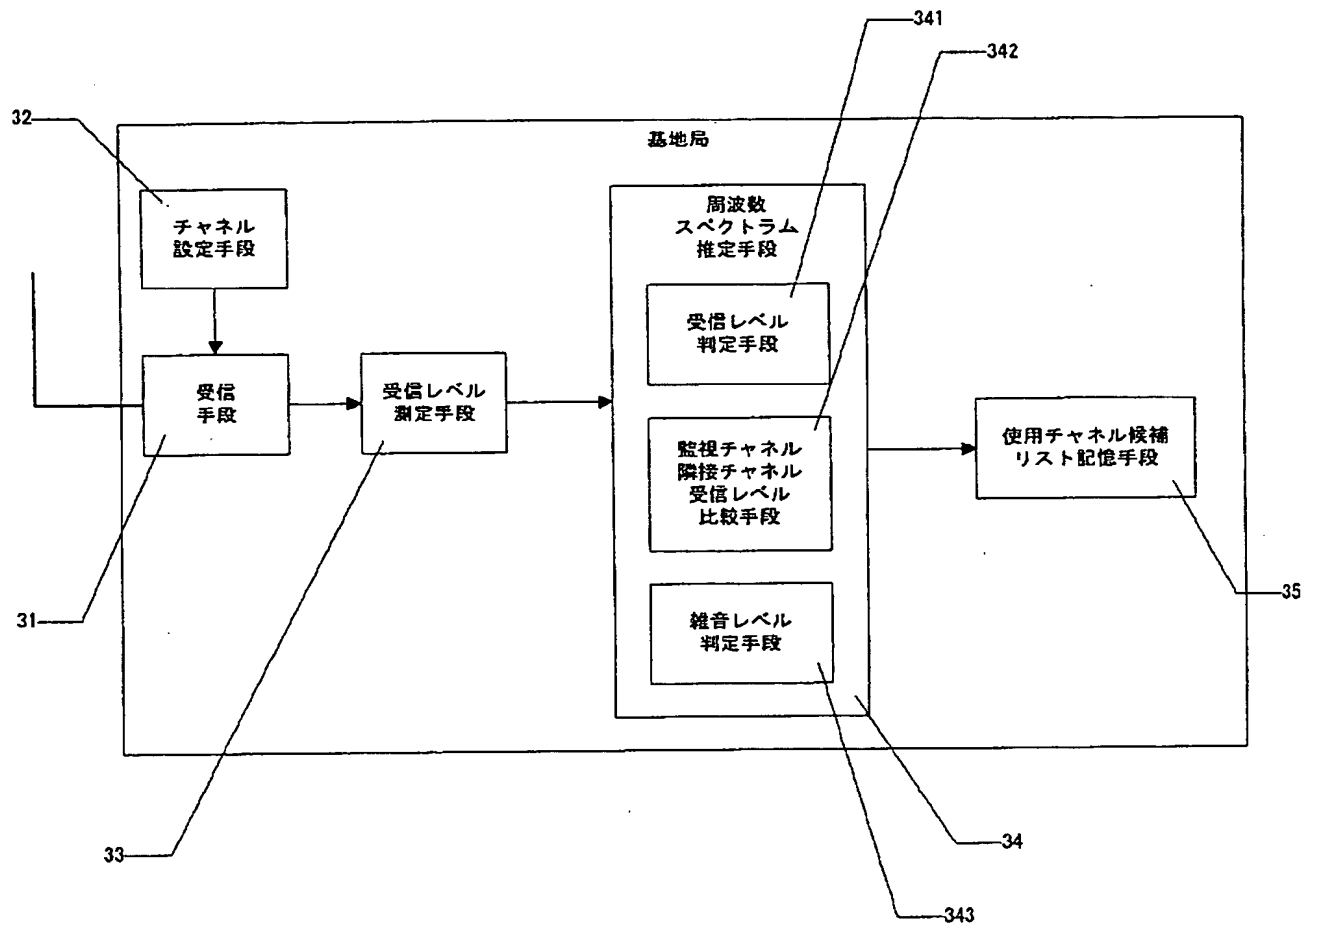 341
342
32
基地局
チャネル
設定手段
周波数
スペクトラム
推定手段
受信レベル
判定手段
受信
手段
受信レベル
測定手段
監視チャネル
隣接チャネル
受信レベル
比較手段
使用チャネル候補
リスト記憶手段
雑音レベル
判定手段
31
35
33
34
343